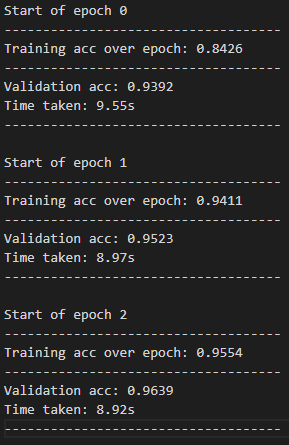 Start of epoch 0
-----------------------------------
Training acc over epoch: 0.8426
-----------------------------------
Validation acc: 0.9392
Time taken: 9.55s
-----------------------------------
Start of epoch 1
-----------------------------------
Training acc over epoch: 0.9411
-----------------------------------
Validation acc: 0.9523
Time taken: 8.97s
-----------------------------------
Start of epoch 2
-----------------------------------
Training acc over epoch: 0.9554
-----------------------------------
Validation acc: 0.9639
Time taken: 8.92s
-----------------------------------